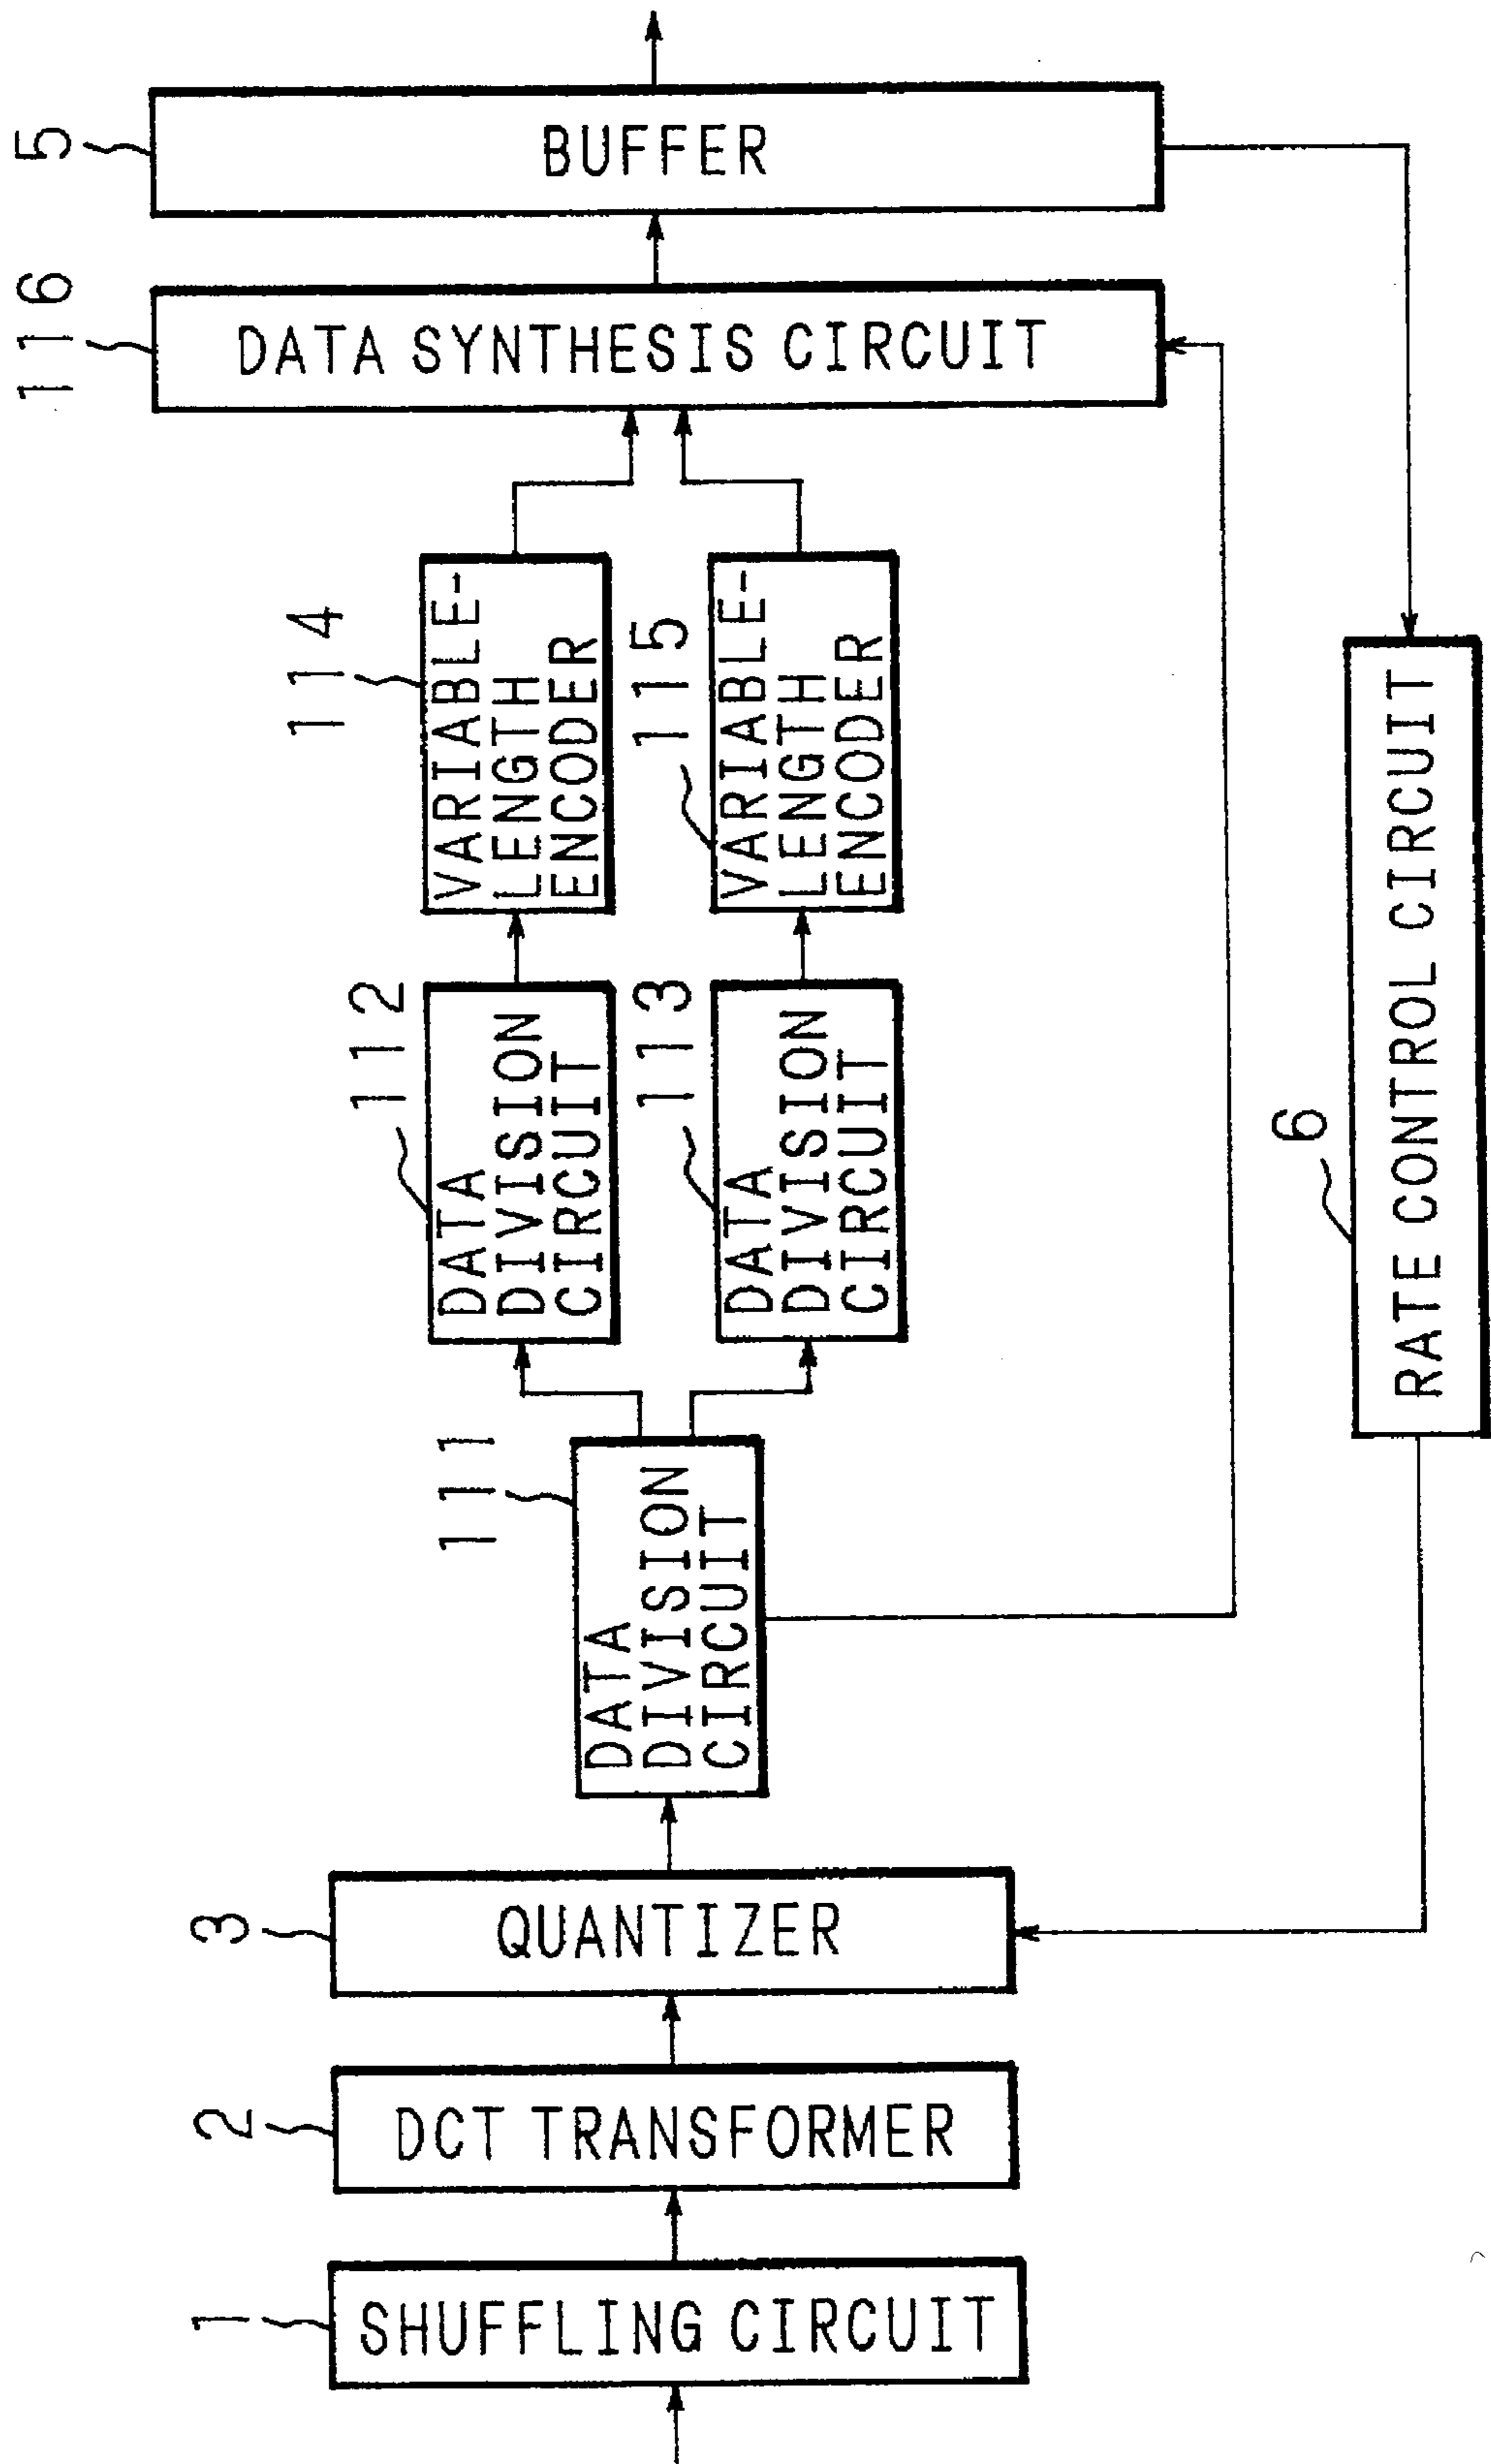 5
BUFFER
116
DATA SYNTHESIS CIRCUIT
114
VARIABLE-
LENGTH
ENCODER
115
VARIABLE-
LENGTH
ENCODER
112
DATA
DIVISION
CIRCUIT
113
DATA
DIVISION
CIRCUIT
6
RATE CONTROL CIRCUIT
111
DATA
DIVISION
CIRCUIT
3
QUANTIZER
2
DCT TRANSFORMER
1
SHUFFLING CIRCUIT